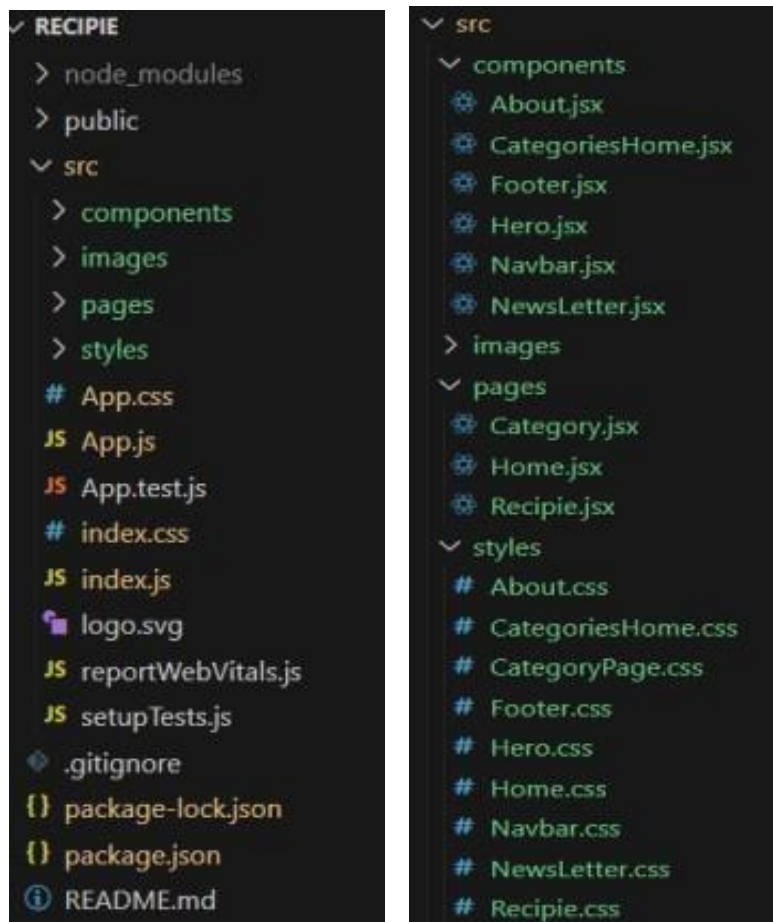 RECIPIE
node_modules
public
src
components
images
pages
styles
# App.css
JS App.js
JS App.test.js
# index.css
JS index.js
logo.svg
JS reportWebVitals.js
JS setupTests.js
.gitignore
{} package-lock.json
{} package.json
README.md
src
components
About.jsx
CategoriesHome.jsx
Footer.jsx
Hero.jsx
Navbar.jsx
NewsLetter.jsx
images
pages
Category.jsx
Home.jsx
Recipie.jsx
styles
# About.css
# CategoriesHome.css
# CategoryPage.css
# Footer.css
# Hero.css
# Home.css
# Navbar.css
# NewsLetter.css
# Recipie.css